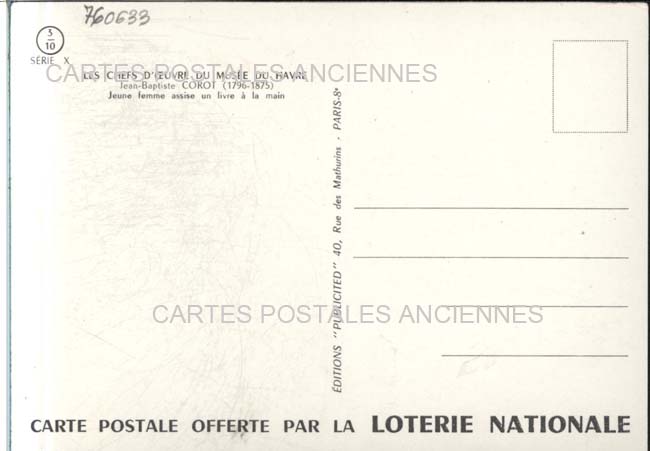 760633
5
10
SÉRIE X
CARTES POSTALES ANCIENNES
LES CHEFS D'ŒUVRE DU MUSÉE DU HAVRE
Jean-Baptiste COROT (1796-1875)
Jeune femme assise un livre à la main
ÉDITIONS "PUBLICITED" 40, Rue des Mathurins - PARIS-8e
CARTES POSTALES ANCIENNES
CARTE POSTALE OFFERTE PAR LA LOTERIE NATIONALE